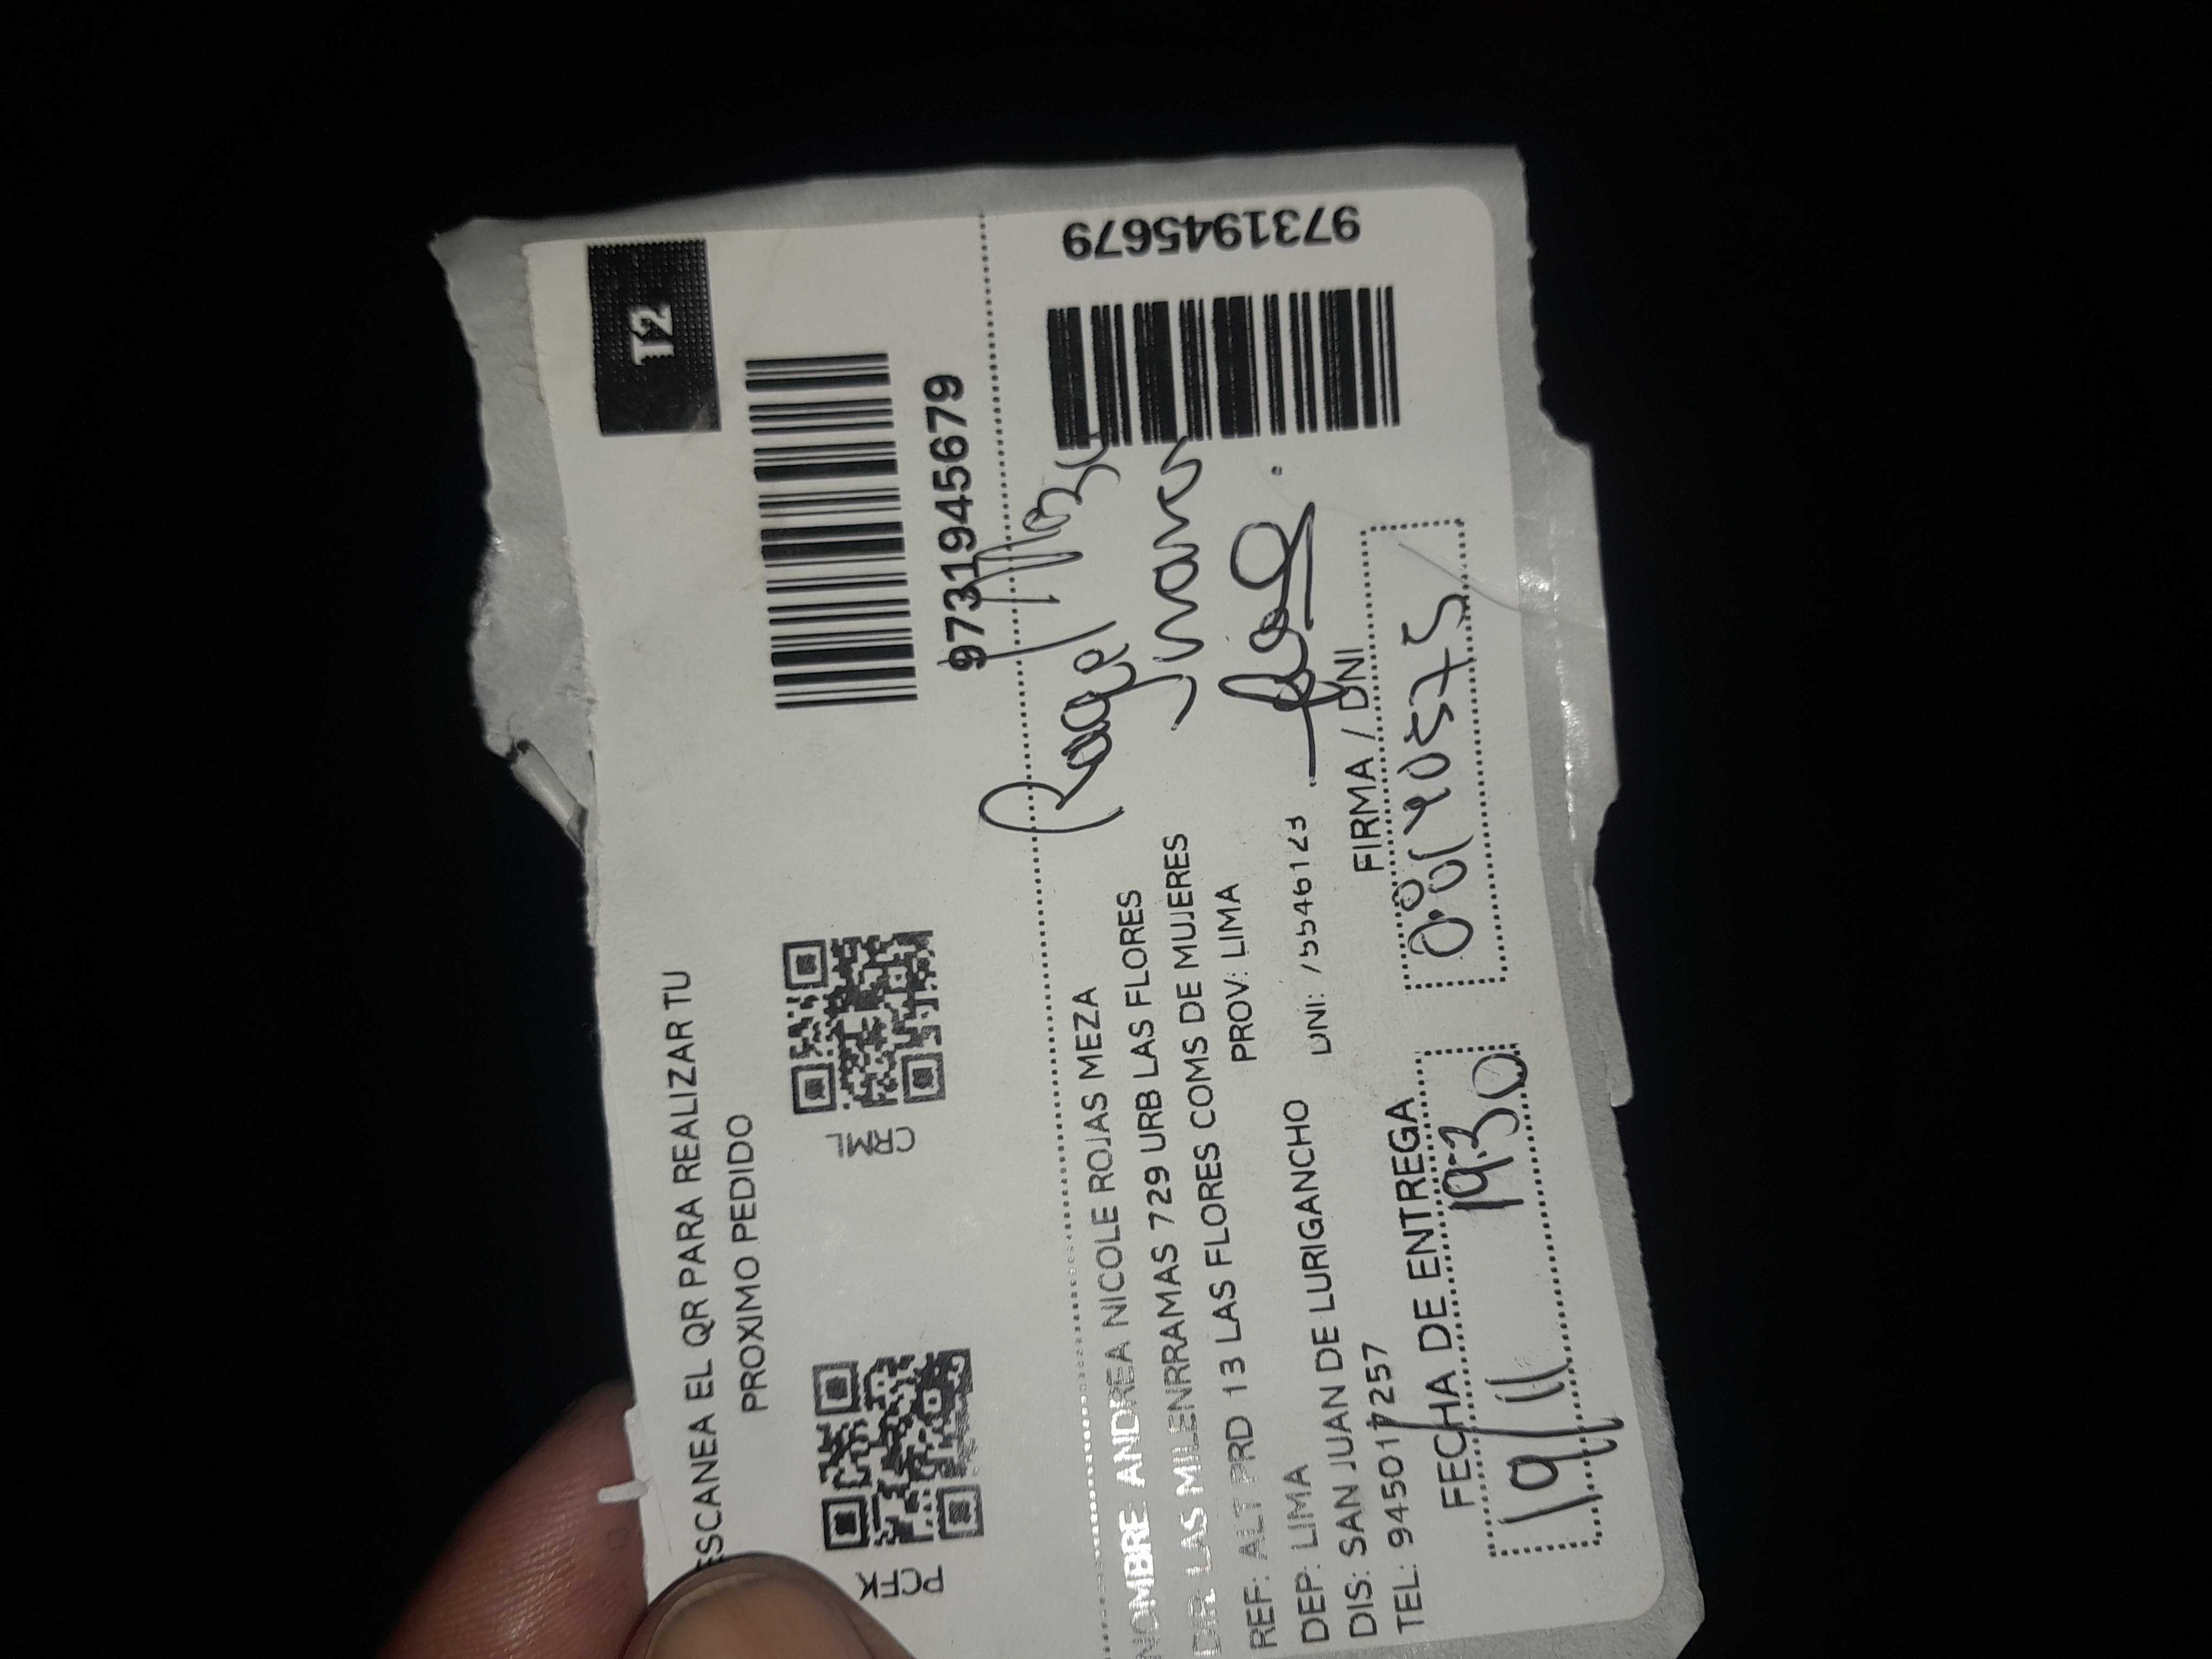 T2
ESCANEA EL QR PARA REALIZAR TU
PROXIMO PEDIDO
PCFK
CRML
9731945679
9731945679
NOMBRE: ANDREA NICOLE ROJAS MEZA
DIR: LAS MILENRRAMAS 729 URB LAS FLORES
REF: ALT PRD 13 LAS FLORES COMS DE MUJERES
DEP: LIMA PROV: LIMA
DIS: SAN JUAN DE LURIGANCHO DNI: 75546123
TEL: 945017257
Raquel Meza
FECHA DE ENTREGA FIRMA / DNI
19/11 19:30